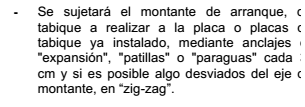 - Se sujetará el montante de arranque, d
tabique a realizar a la placa o placas d
tabique ya instalado, mediante anclajes d
"expansión", "patillas" o "paraguas" cada
cm y si es posible algo desviados del eje d
montante, en "zig-zag".